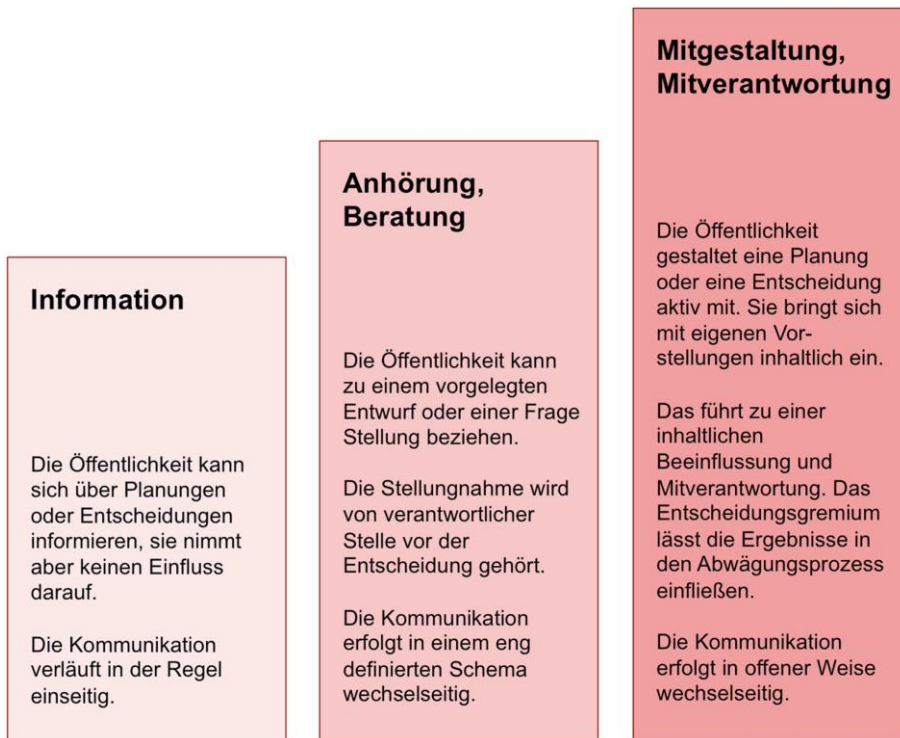 Information
Die Öffentlichkeit kann
sich über Planungen
oder Entscheidungen
informieren, sie nimmt
aber keinen Einfluss
darauf.
Die Kommunikation
verläuft in der Regel
einseitig.
Anhörung,
Beratung
Die Öffentlichkeit kann
zu einem vorgelegten
Entwurf oder einer Frage
Stellung beziehen.
Die Stellungnahme wird
von verantwortlicher
Stelle vor der
Entscheidung gehört.
Die Kommunikation
erfolgt in einem eng
definierten Schema
wechselseitig.
Mitgestaltung,
Mitverantwortung
Die Öffentlichkeit
gestaltet eine Planung
oder eine Entscheidung
aktiv mit. Sie bringt sich
mit eigenen Vor-
stellungen inhaltlich ein.
Das führt zu einer
inhaltlichen
Beeinflussung und
Mitverantwortung. Das
Entscheidungsgremium
lässt die Ergebnisse in
den Abwägungsprozess
einfließen.
Die Kommunikation
erfolgt in offener Weise
wechselseitig.